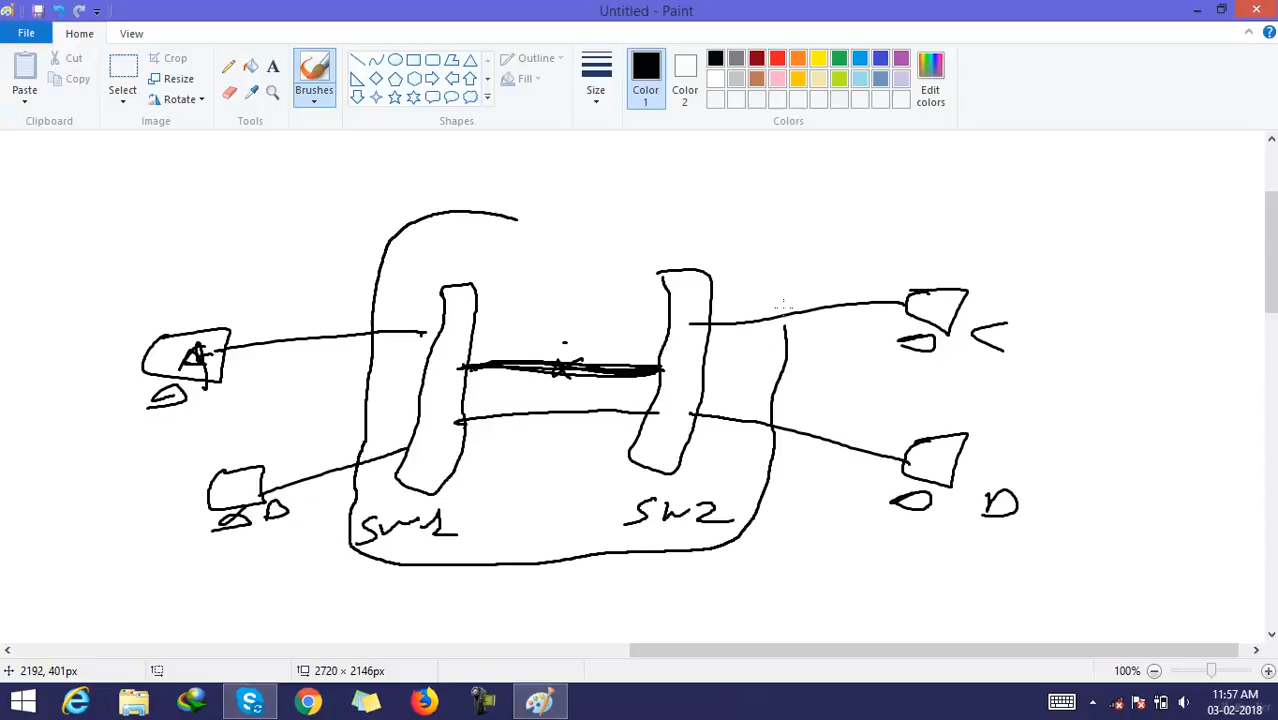 Untitled - Paint
File
Home
View
Paste
Cut
Copy
Clipboard
Select
Crop
Resize
Rotate
Image
Tools
Brushes
Shapes
Outline
Fill
Size
Color 1
Color 2
Edit colors
Colors
A
C
D
SW1
SW2
D
2192, 401px
2720 × 2146px
100%
11:57 AM
03-02-2018